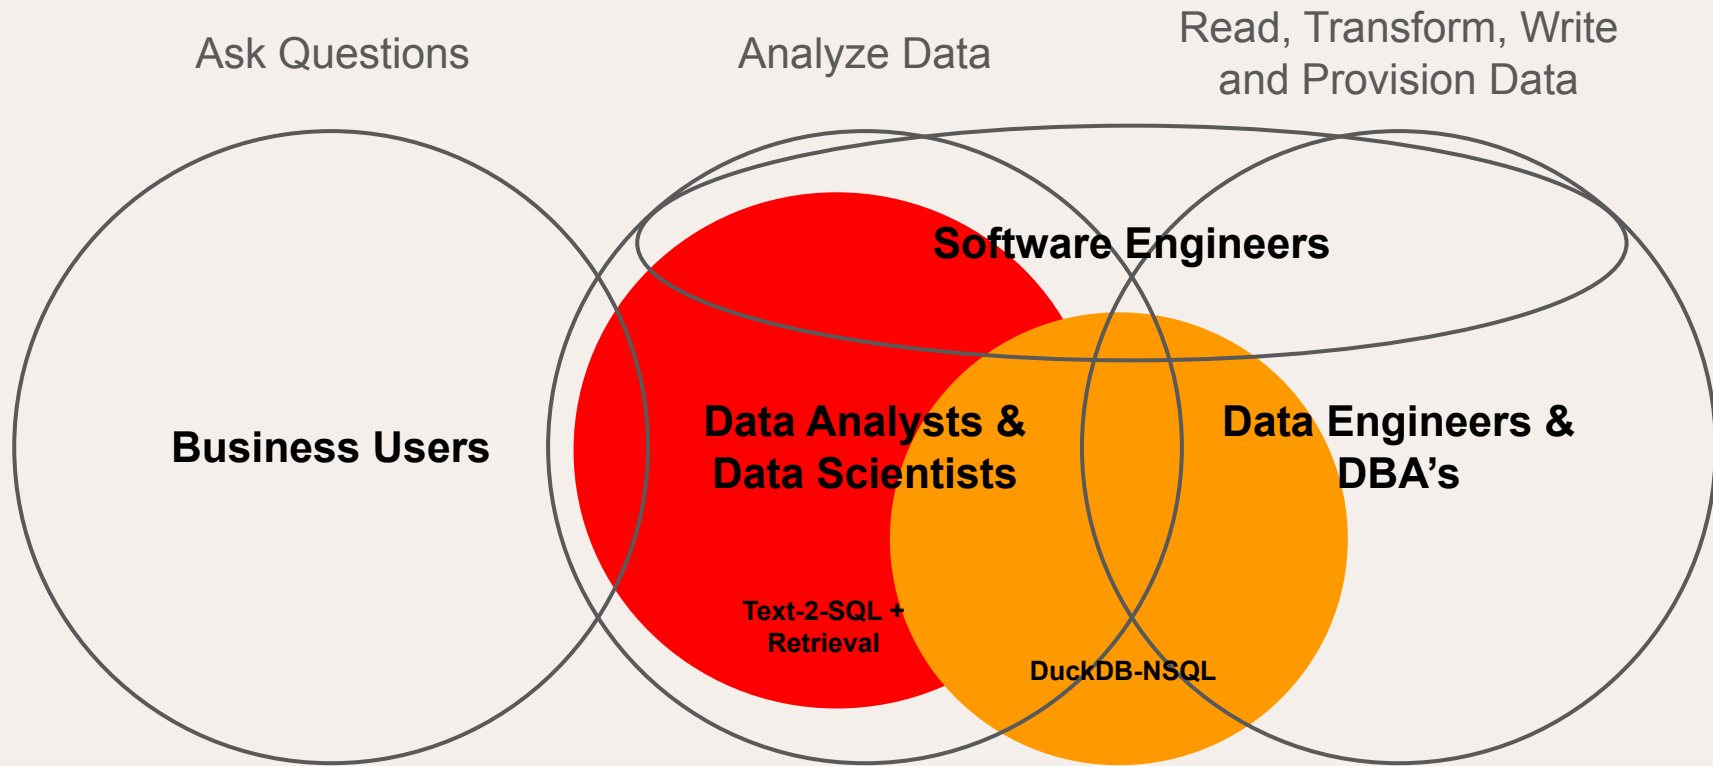 Ask Questions
Analyze Data
Read, Transform, Write
and Provision Data
Software Engineers
Business Users
Data Analysts &
Data Scientists
Data Engineers &
DBA’s
Text-2-SQL +
Retrieval
DuckDB-NSQL